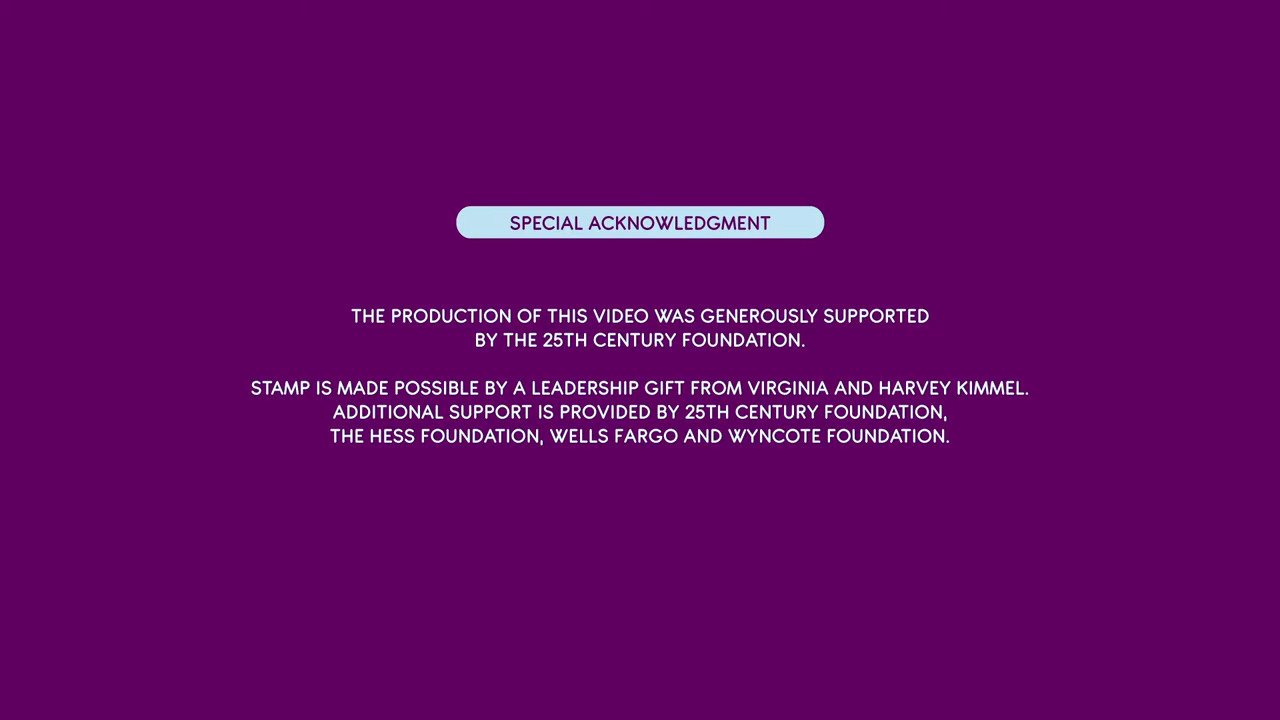 SPECIAL ACKNOWLEDGMENT
THE PRODUCTION OF THIS VIDEO WAS GENEROUSLY SUPPORTED
BY THE 25TH CENTURY FOUNDATION.
STAMP IS MADE POSSIBLE BY A LEADERSHIP GIFT FROM VIRGINIA AND HARVEY KIMMEL.
ADDITIONAL SUPPORT IS PROVIDED BY 25TH CENTURY FOUNDATION,
THE HESS FOUNDATION, WELLS FARGO AND WYNCOTE FOUNDATION.